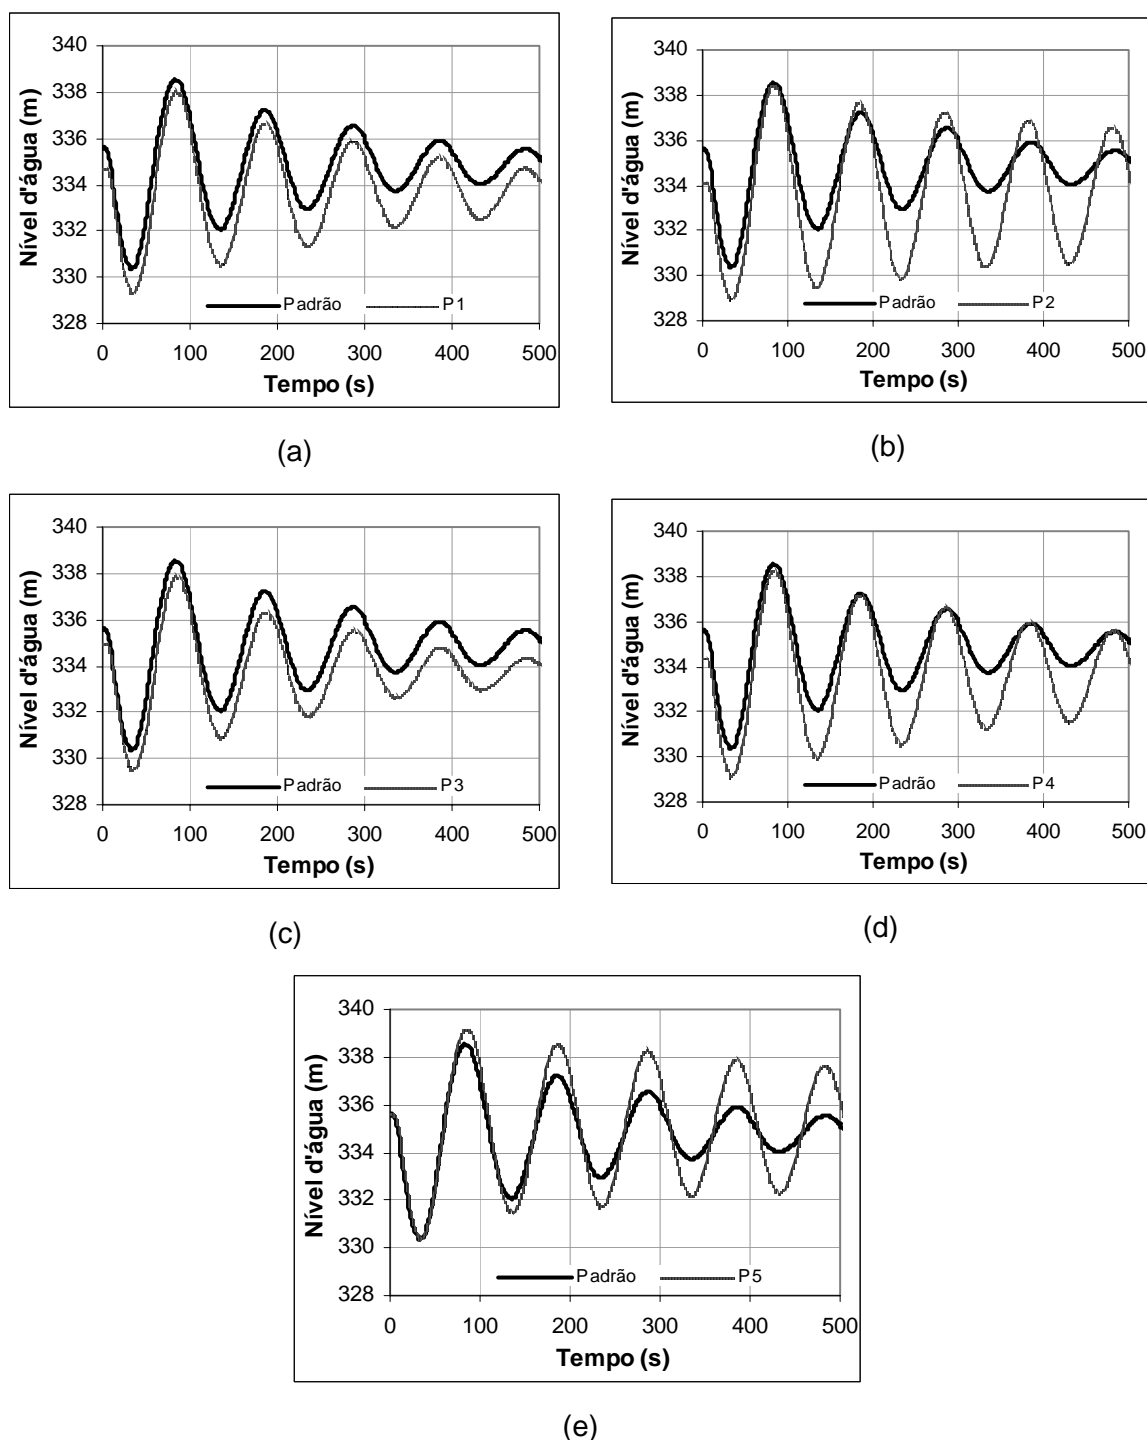 340
338
336
334
332
330
328
Nível d'água (m)
Padrão P1
0 100 200 300 400 500
Tempo (s)
(a)
340
338
336
334
332
330
328
Nível d'água (m)
Padrão P2
0 100 200 300 400 500
Tempo (s)
(b)
340
338
336
334
332
330
328
Nível d'água (m)
Padrão P3
0 100 200 300 400 500
Tempo (s)
(c)
340
338
336
334
332
330
328
Nível d'água (m)
Padrão P4
0 100 200 300 400 500
Tempo (s)
(d)
340
338
336
334
332
330
328
Nível d'água (m)
Padrão P5
0 100 200 300 400 500
Tempo (s)
(e)